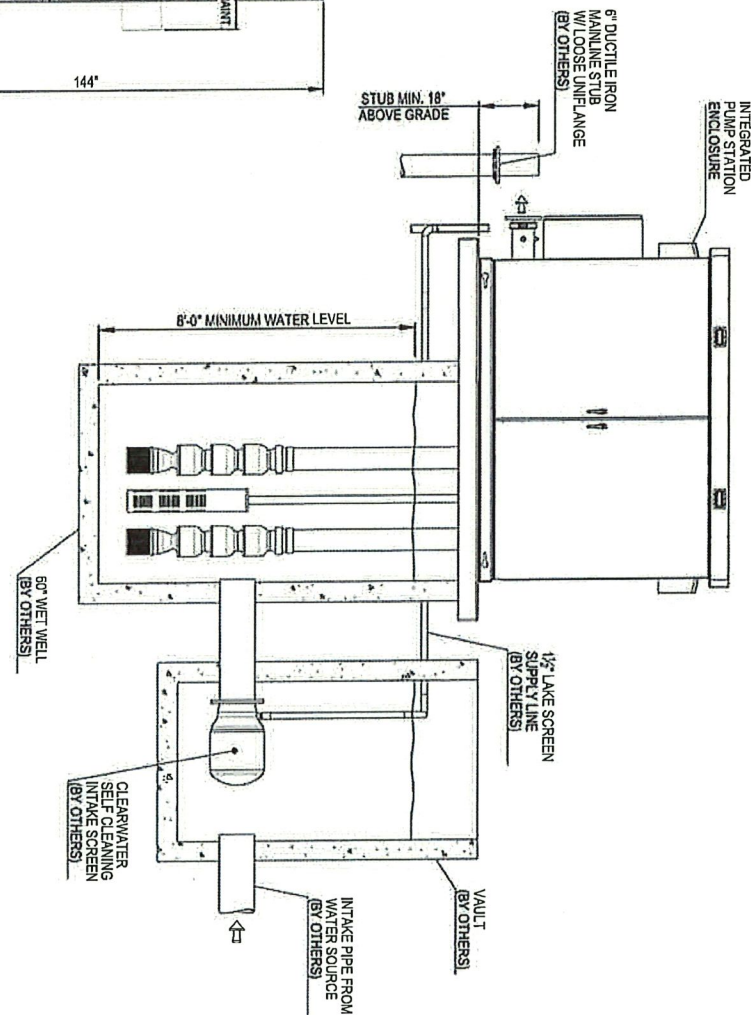 INTEGRATED
PUMP STATION
ENCLOSURE
6" DUCTILE IRON
MAINLINE STUB
W/ LOOSE UNIFLANGE
(BY OTHERS)
STUB MIN. 18"
ABOVE GRADE
144"
8'-0" MINIMUM WATER LEVEL
1½" LAKE SCREEN
SUPPLY LINE
(BY OTHERS)
VAULT
(BY OTHERS)
60" WET WELL
(BY OTHERS)
CLEARWATER
SELF CLEANING
INTAKE SCREEN
(BY OTHERS)
INTAKE PIPE FROM
WATER SOURCE
(BY OTHERS)